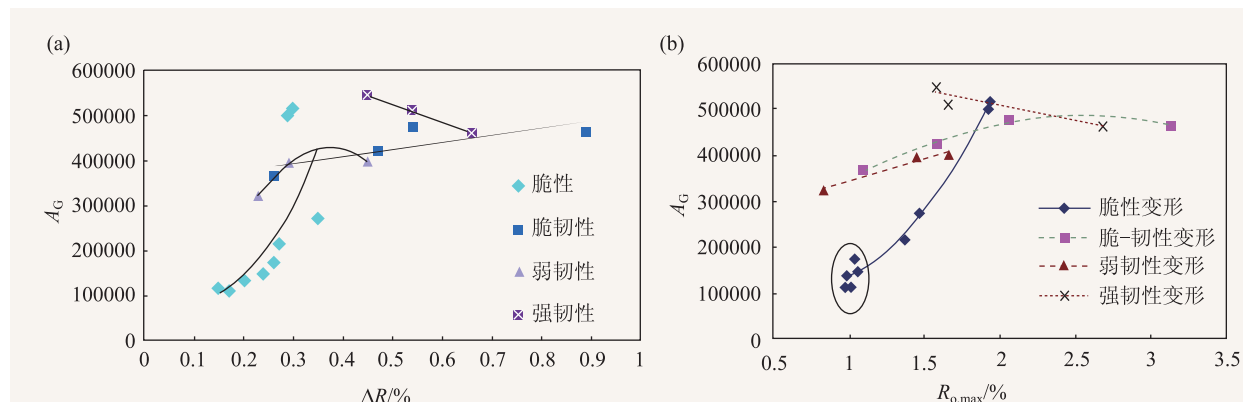 (a)
600000
500000
400000
300000
200000
100000
0
A_G
0 0.1 0.2 0.3 0.4 0.5 0.6 0.7 0.8 0.9 1
ΔR/%
脆性
脆韧性
弱韧性
强韧性
(b)
600000
500000
400000
300000
200000
100000
0
A_G
0.5 1 1.5 2 2.5 3 3.5
R_o,max/%
脆性变形
脆-韧性变形
弱韧性变形
强韧性变形